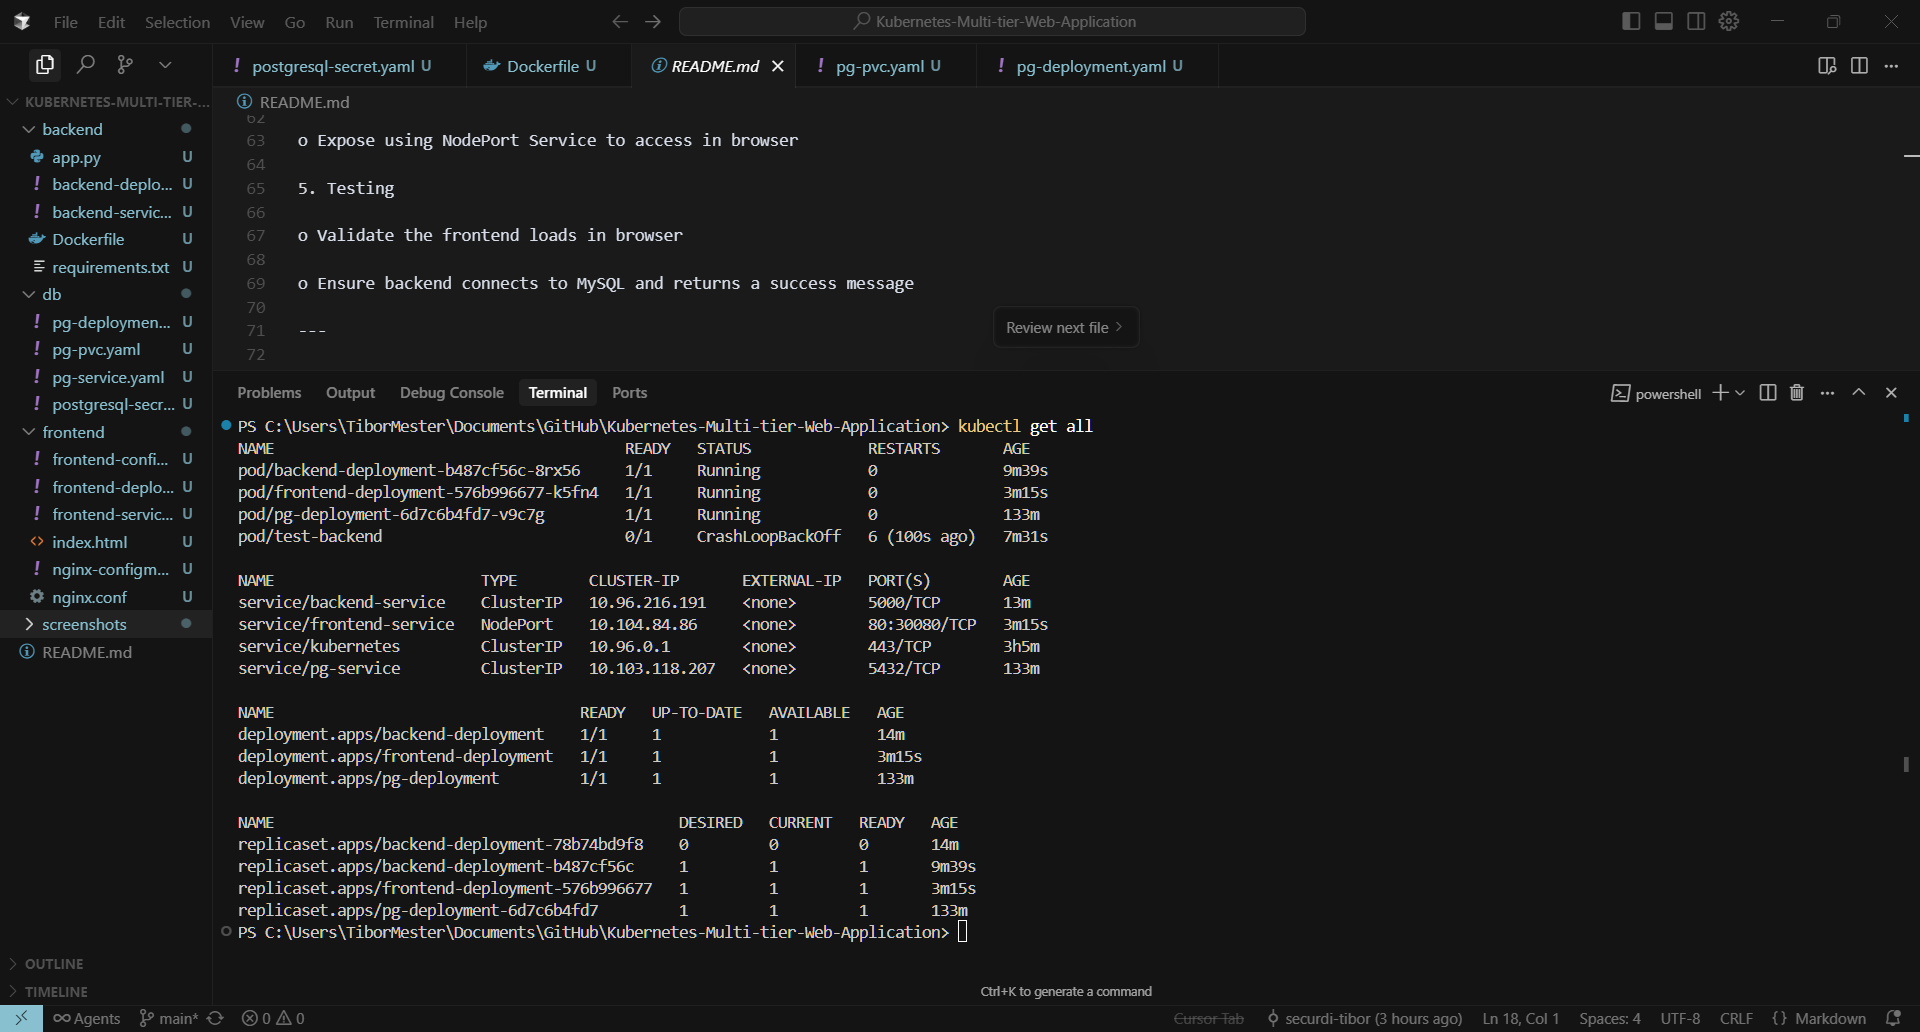 File Edit Selection View Go Run Terminal Help
Kubernetes-Multi-tier-Web-Application
! postgresql-secret.yaml U
Dockerfile U
README.md
! pg-pvc.yaml U
! pg-deployment.yaml U
KUBERNETES-MULTI-TIER-...
README.md
backend
app.py U
! backend-deplo... U
! backend-servic... U
Dockerfile U
requirements.txt U
db
! pg-deploymen... U
! pg-pvc.yaml U
! pg-service.yaml U
! postgresql-secr... U
frontend
! frontend-confi... U
! frontend-deplo... U
! frontend-servic... U
<> index.html U
! nginx-configm... U
nginx.conf U
screenshots
README.md
OUTLINE
TIMELINE
62
63 o Expose using NodePort Service to access in browser
64
65 5. Testing
66
67 o Validate the frontend loads in browser
68
69 o Ensure backend connects to MySQL and returns a success message
70
71 ---
72
Review next file
Problems Output Debug Console Terminal Ports
powershell
PS C:\Users\TiborMester\Documents\GitHub\Kubernetes-Multi-tier-Web-Application> kubectl get all
NAME READY STATUS RESTARTS AGE
pod/backend-deployment-b487cf56c-8rx56 1/1 Running 0 9m39s
pod/frontend-deployment-576b996677-k5fn4 1/1 Running 0 3m15s
pod/pg-deployment-6d7c6b4fd7-v9c7g 1/1 Running 0 133m
pod/test-backend 0/1 CrashLoopBackOff 6 (100s ago) 7m31s
NAME TYPE CLUSTER-IP EXTERNAL-IP PORT(S) AGE
service/backend-service ClusterIP 10.96.216.191 <none> 5000/TCP 13m
service/frontend-service NodePort 10.104.84.86 <none> 80:30080/TCP 3m15s
service/kubernetes ClusterIP 10.96.0.1 <none> 443/TCP 3h5m
service/pg-service ClusterIP 10.103.118.207 <none> 5432/TCP 133m
NAME READY UP-TO-DATE AVAILABLE AGE
deployment.apps/backend-deployment 1/1 1 1 14m
deployment.apps/frontend-deployment 1/1 1 1 3m15s
deployment.apps/pg-deployment 1/1 1 1 133m
NAME DESIRED CURRENT READY AGE
replicaset.apps/backend-deployment-78b74bd9f8 0 0 0 14m
replicaset.apps/backend-deployment-b487cf56c 1 1 1 9m39s
replicaset.apps/frontend-deployment-576b996677 1 1 1 3m15s
replicaset.apps/pg-deployment-6d7c6b4fd7 1 1 1 133m
PS C:\Users\TiborMester\Documents\GitHub\Kubernetes-Multi-tier-Web-Application>
Ctrl+K to generate a command
Agents main* 0 0 Cursor Tab securdi-tibor (3 hours ago) Ln 18, Col 1 Spaces: 4 UTF-8 CRLF {} Markdown